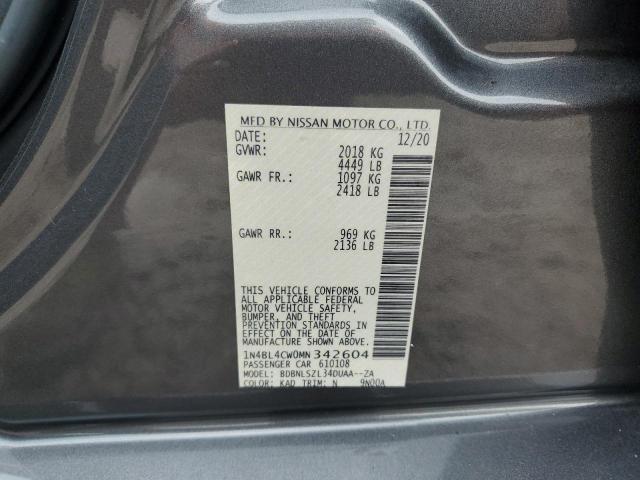 MFD BY NISSAN MOTOR CO., LTD.
DATE: 12/20
GVWR: 2018 KG
4449 LB
GAWR FR.: 1097 KG
2418 LB
GAWR RR.: 969 KG
2136 LB
THIS VEHICLE CONFORMS TO
ALL APPLICABLE FEDERAL
MOTOR VEHICLE SAFETY,
BUMPER, AND THEFT
PREVENTION STANDARDS IN
EFFECT ON THE DATE OF
MANUFACTURE SHOWN ABOVE.
1N4BL4CW0MN342604
PASSENGER CAR 610108
MODEL: BDBNLSZL34DUAA--ZA
COLOR: KAD TRIM: N 9N00A